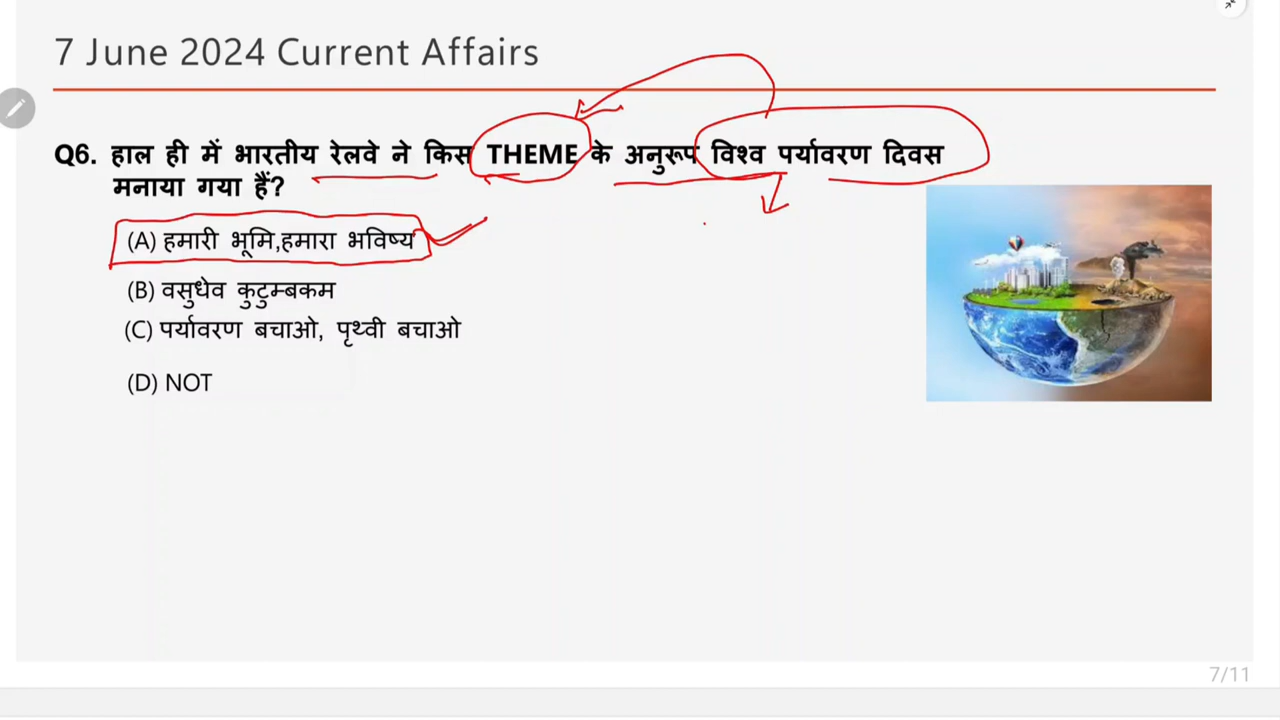 7 June 2024 Current Affairs
Q6. हाल ही में भारतीय रेलवे ने किस THEME के अनुरूप विश्व पर्यावरण दिवस
मनाया गया हैं?
(A) हमारी भूमि,हमारा भविष्य
(B) वसुधेव कुटुम्बकम
(C) पर्यावरण बचाओ, पृथ्वी बचाओ
(D) NOT
7/11